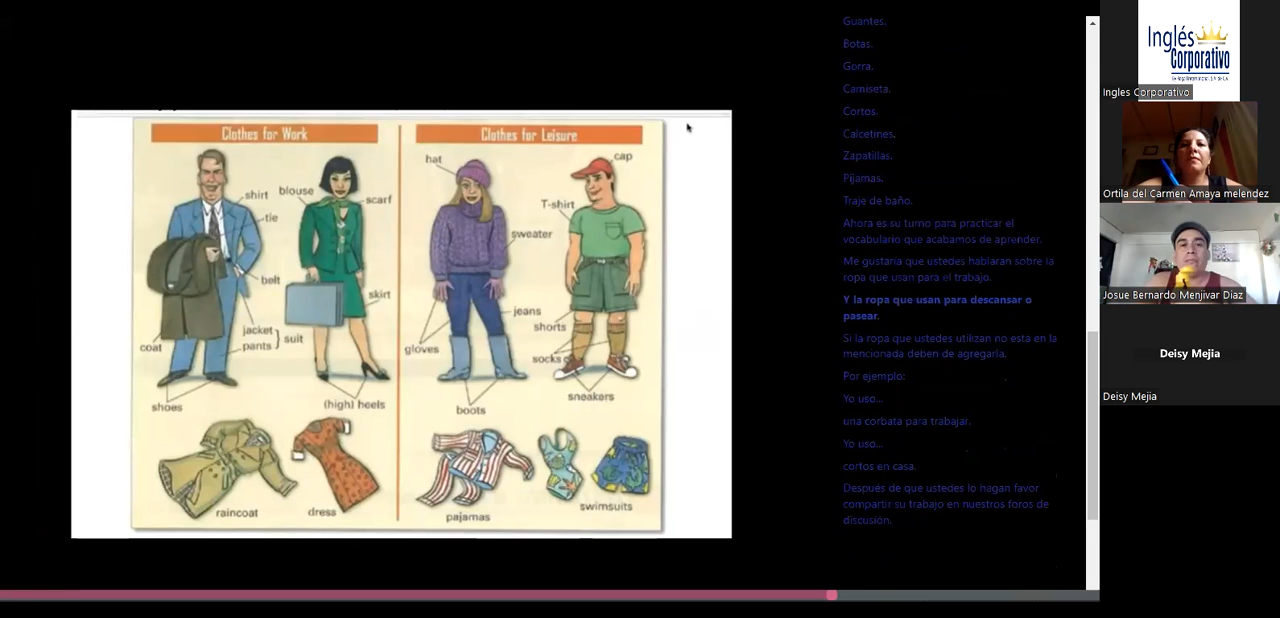 Clothes for Work
Clothes for Leisure
shirt
blouse
scarf
tie
belt
skirt
jacket
pants
suit
coat
shoes
(high) heels
raincoat
dress
hat
cap
T-shirt
sweater
jeans
shorts
gloves
socks
boots
sneakers
pajamas
swimsuits
Guantes.
Botas.
Gorra.
Camiseta.
Cortos.
Calcetines.
Zapatillas.
Pijamas.
Traje de baño.
Ahora es su turno para practicar el
vocabulario que acabamos de aprender.
Me gustaría que ustedes hablaran sobre la
ropa que usan para el trabajo.
Y la ropa que usan para descansar o
pasear.
Si la ropa que ustedes utilizan no esta en la
mencionada deben de agregarla.
Por ejemplo:
Yo uso...
una corbata para trabajar.
Yo uso...
cortos en casa.
Después de que ustedes lo hagan favor
compartir su trabajo en nuestros foros de
discusión.
Inglés
Corporativo
Ingles Corporativo
Ortila del Carmen Amaya melendez
Josue Bernardo Menjivar Diaz
Deisy Mejia
Deisy Mejia